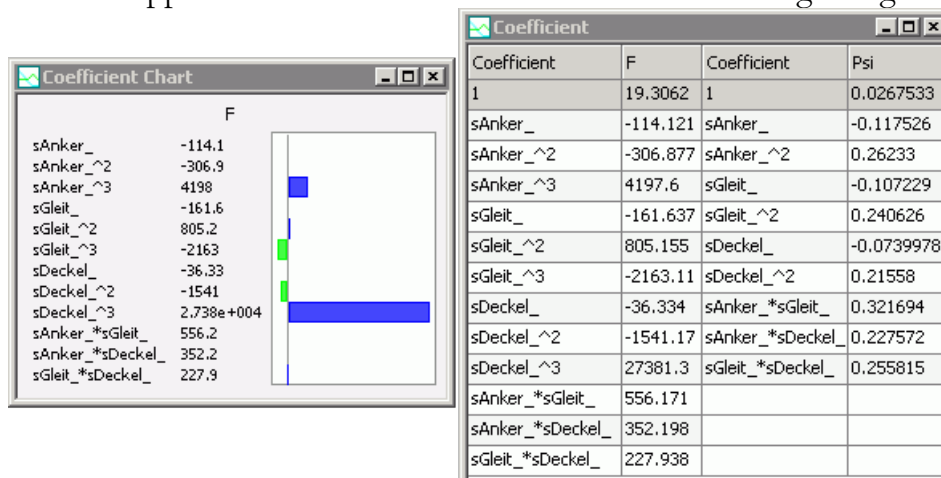 Coefficient Chart
F
sAnker_ -114.1
sAnker_^2 -306.9
sAnker_^3 4198
sGleit_ -161.6
sGleit_^2 805.2
sGleit_^3 -2163
sDeckel_ -36.33
sDeckel_^2 -1541
sDeckel_^3 2.738e+004
sAnker_*sGleit_ 556.2
sAnker_*sDeckel_ 352.2
sGleit_*sDeckel_ 227.9
Coefficient
Coefficient F Coefficient Psi
1 19.3062 1 0.0267533
sAnker_ -114.121 sAnker_ -0.117526
sAnker_^2 -306.877 sAnker_^2 0.26233
sAnker_^3 4197.6 sGleit_ -0.107229
sGleit_ -161.637 sGleit_^2 0.240626
sGleit_^2 805.155 sDeckel_ -0.0739978
sGleit_^3 -2163.11 sDeckel_^2 0.21558
sDeckel_ -36.334 sAnker_*sGleit_ 0.321694
sDeckel_^2 -1541.17 sAnker_*sDeckel_ 0.227572
sDeckel_^3 27381.3 sGleit_*sDeckel_ 0.255815
sAnker_*sGleit_ 556.171
sAnker_*sDeckel_ 352.198
sGleit_*sDeckel_ 227.938